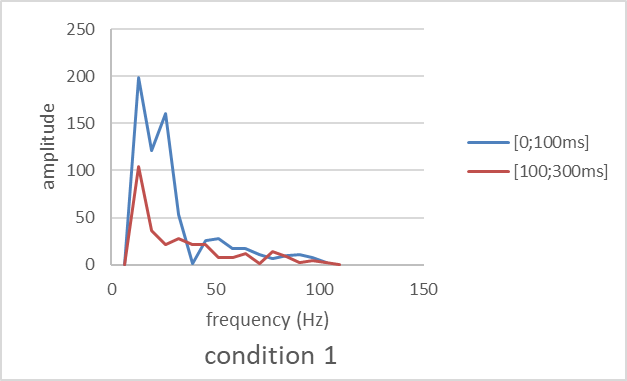 250
200
150
100
50
0
amplitude
0 50 100 150
frequency (Hz)
condition 1
[0;100ms]
[100;300ms]